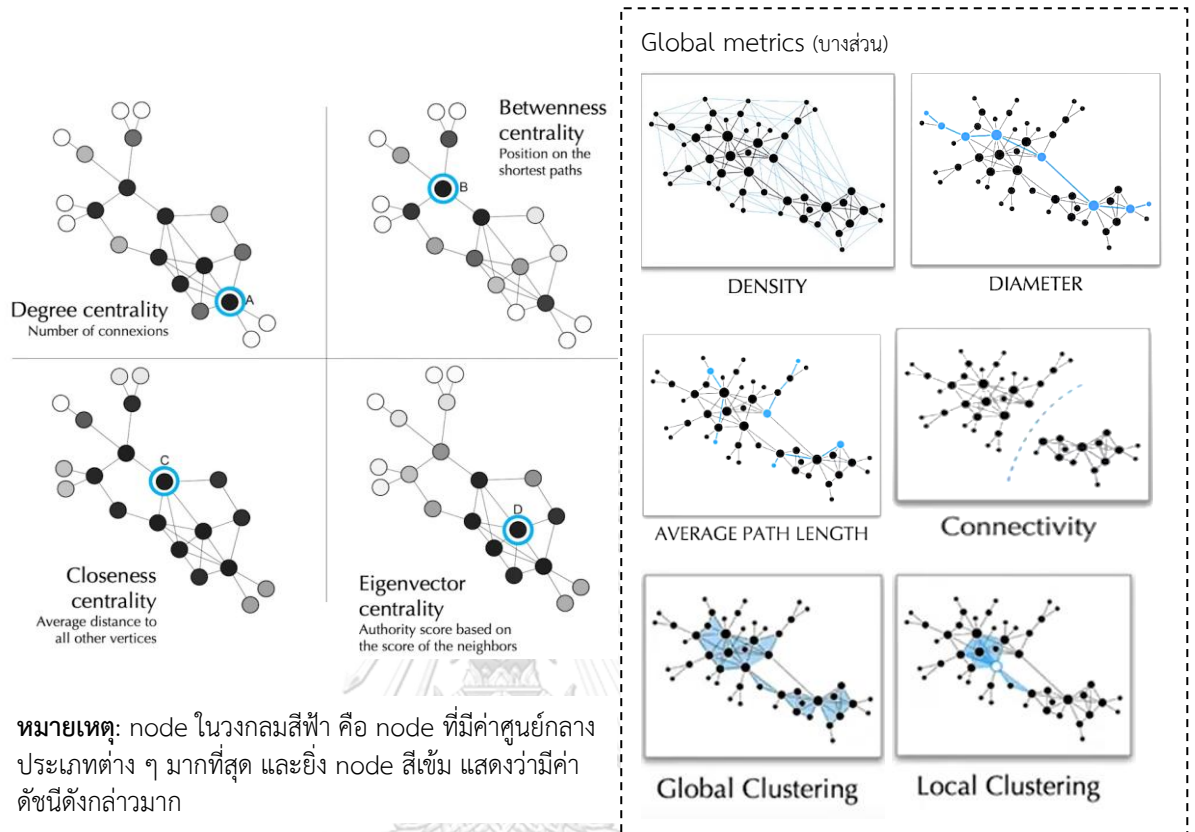 Betwenness
centrality
Position on the
shortest paths
B
A
Degree centrality
Number of connexions
C
Closeness
centrality
Average distance to
all other vertices
D
Eigenvector
centrality
Authority score based on
the score of the neighbors
หมายเหตุ: node ในวงกลมสีฟ้า คือ node ที่มีค่าศูนย์กลาง
ประเภทต่าง ๆ มากที่สุด และยิ่ง node สีเข้ม แสดงว่ามีค่า
ดัชนีดังกล่าวมาก
Global metrics (บางส่วน)
DENSITY
DIAMETER
AVERAGE PATH LENGTH
Connectivity
Global Clustering
Local Clustering